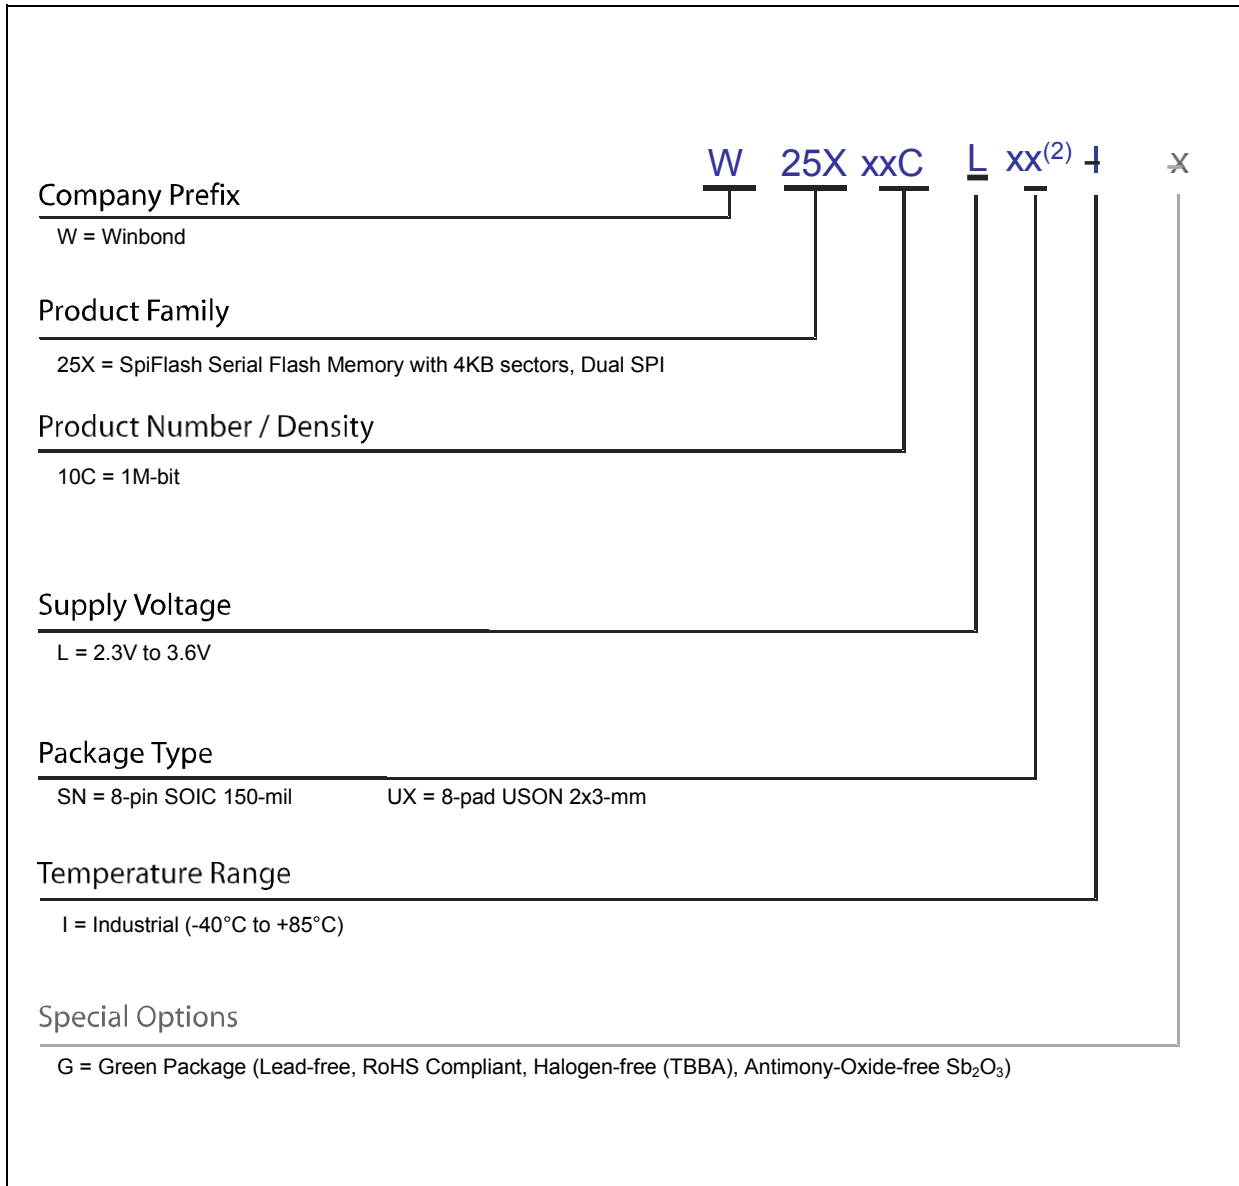 W 25X xxC L xx(2) I x
Company Prefix
W = Winbond
Product Family
25X = SpiFlash Serial Flash Memory with 4KB sectors, Dual SPI
Product Number / Density
10C = 1M-bit
Supply Voltage
L = 2.3V to 3.6V
Package Type
SN = 8-pin SOIC 150-mil UX = 8-pad USON 2x3-mm
Temperature Range
I = Industrial (-40°C to +85°C)
Special Options
G = Green Package (Lead-free, RoHS Compliant, Halogen-free (TBBA), Antimony-Oxide-free Sb₂O₃)